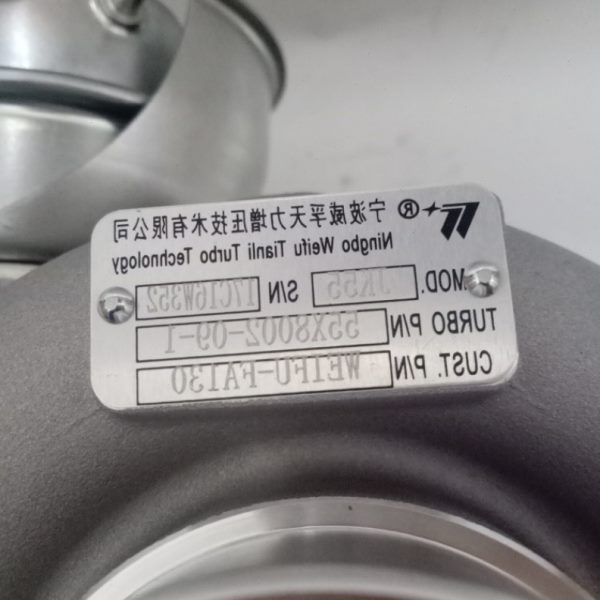 宁波威孚天力增压技术有限公司
Ningbo Weifu Tianli Turbo Technology
MOD. JK55 S/N 17C16W352
TURBO P/N 55X8002-09-1
CUST. P/N WEIFU-FA130